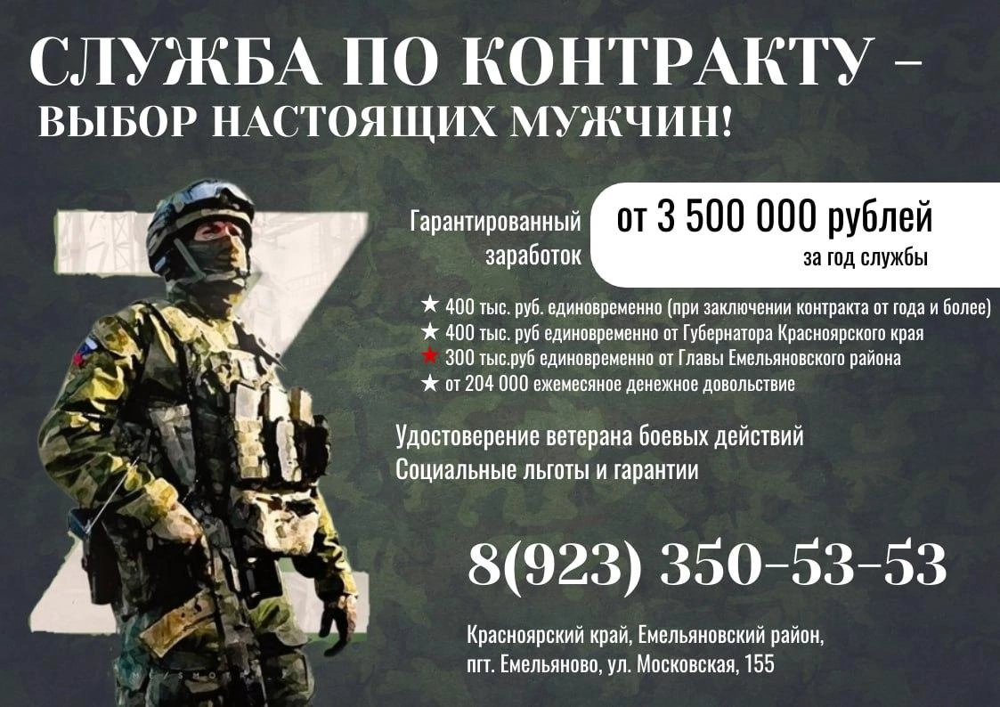 СЛУЖБА ПО КОНТРАКТУ –
ВЫБОР НАСТОЯЩИХ МУЖЧИН!
Гарантированный
заработок
от 3 500 000 рублей
за год службы
400 тыс. руб. единовременно (при заключении контракта от года и более)
400 тыс. руб единовременно от Губернатора Красноярского края
300 тыс.руб единовременно от Главы Емельяновского района
от 204 000 ежемесяное денежное довольствие
Удостоверение ветерана боевых действий
Социальные льготы и гарантии
8(923) 350-53-53
Красноярский край, Емельяновский район,
пгт. Емельяново, ул. Московская, 155